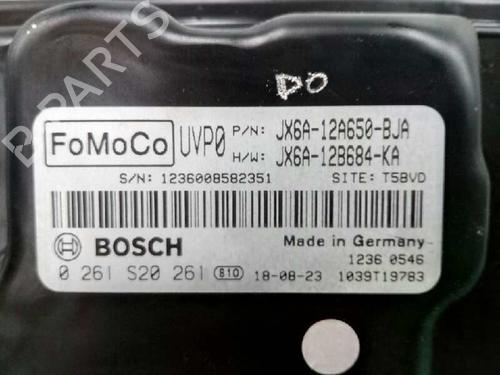 DO
FoMoCo UVP0 P/N: JX6A-12A650-BJA
H/W: JX6A-12B684-KA
S/N: 1236008582351 SITE: T5BVD
BOSCH Made in Germany
1236 0546
0 261 S20 261 B10 18-08-23 1039T19783